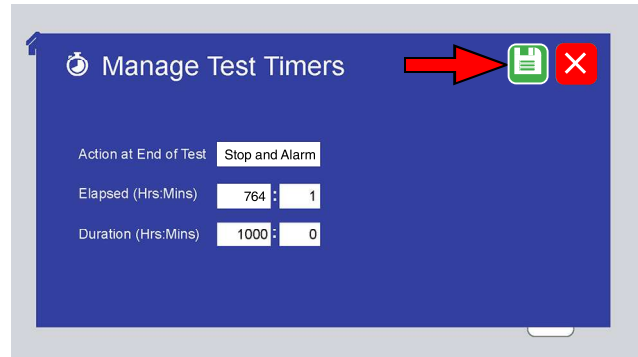 Manage Test Timers
Action at End of Test Stop and Alarm
Elapsed (Hrs:Mins) 764 : 1
Duration (Hrs:Mins) 1000 : 0